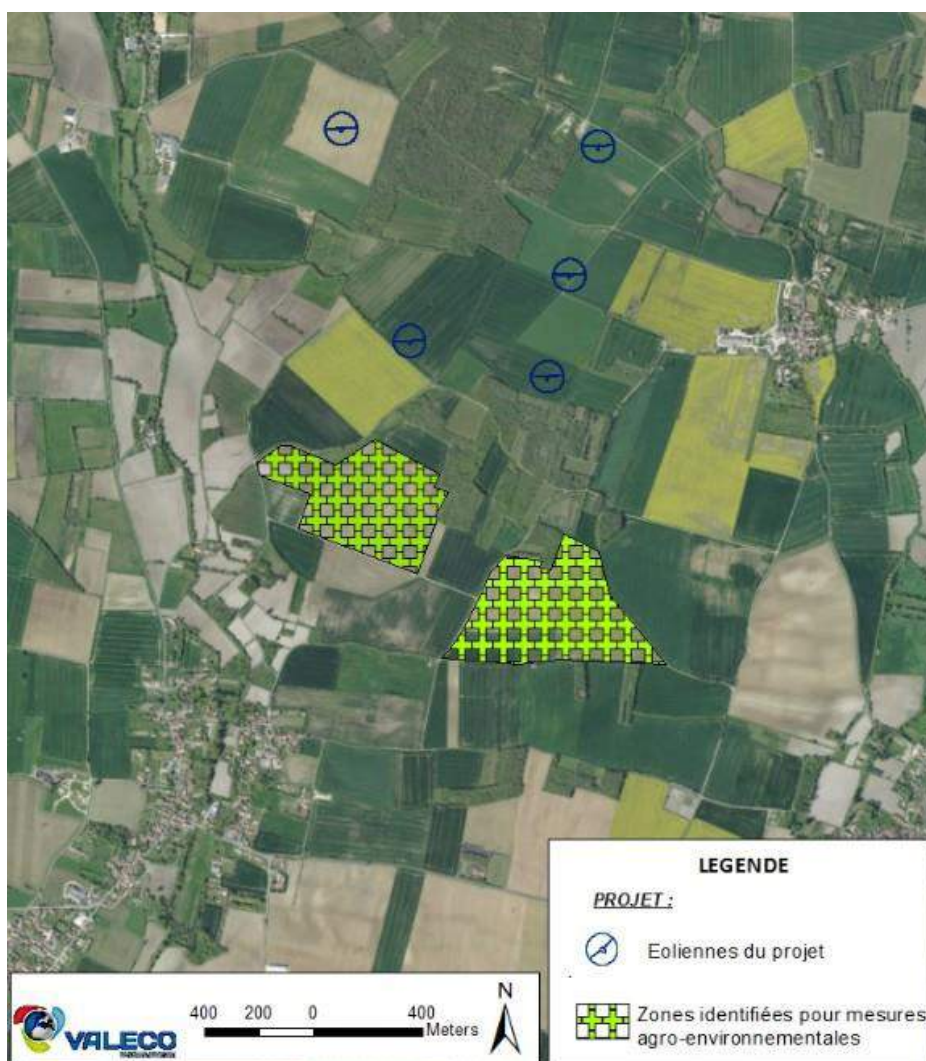 LEGENDE
PROJET :
Eoliennes du projet
Zones identifiées pour mesures
agro-environnementales
VALECO
400 200 0 400
Meters
N